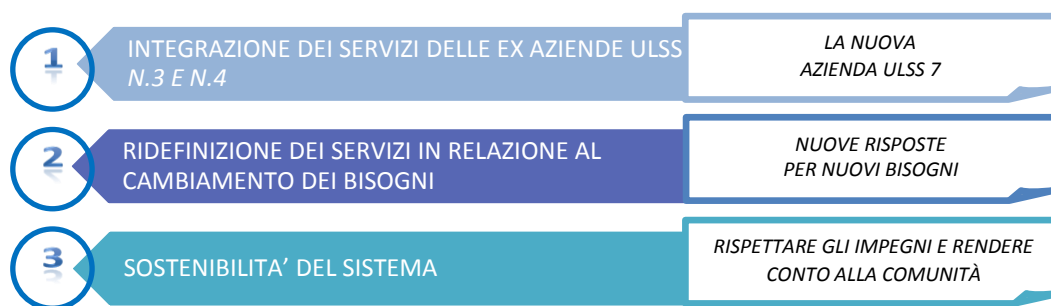 1
INTEGRAZIONE DEI SERVIZI DELLE EX AZIENDE ULSS
N.3 E N.4
LA NUOVA
AZIENDA ULSS 7
2
RIDEFINIZIONE DEI SERVIZI IN RELAZIONE AL
CAMBIAMENTO DEI BISOGNI
NUOVE RISPOSTE
PER NUOVI BISOGNI
3
SOSTENIBILITA’ DEL SISTEMA
RISPETTARE GLI IMPEGNI E RENDERE
CONTO ALLA COMUNITÀ